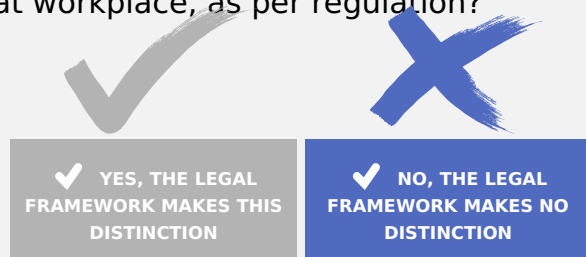 at workplace, as per regulation?
YES, THE LEGAL
FRAMEWORK MAKES THIS
DISTINCTION
NO, THE LEGAL
FRAMEWORK MAKES NO
DISTINCTION